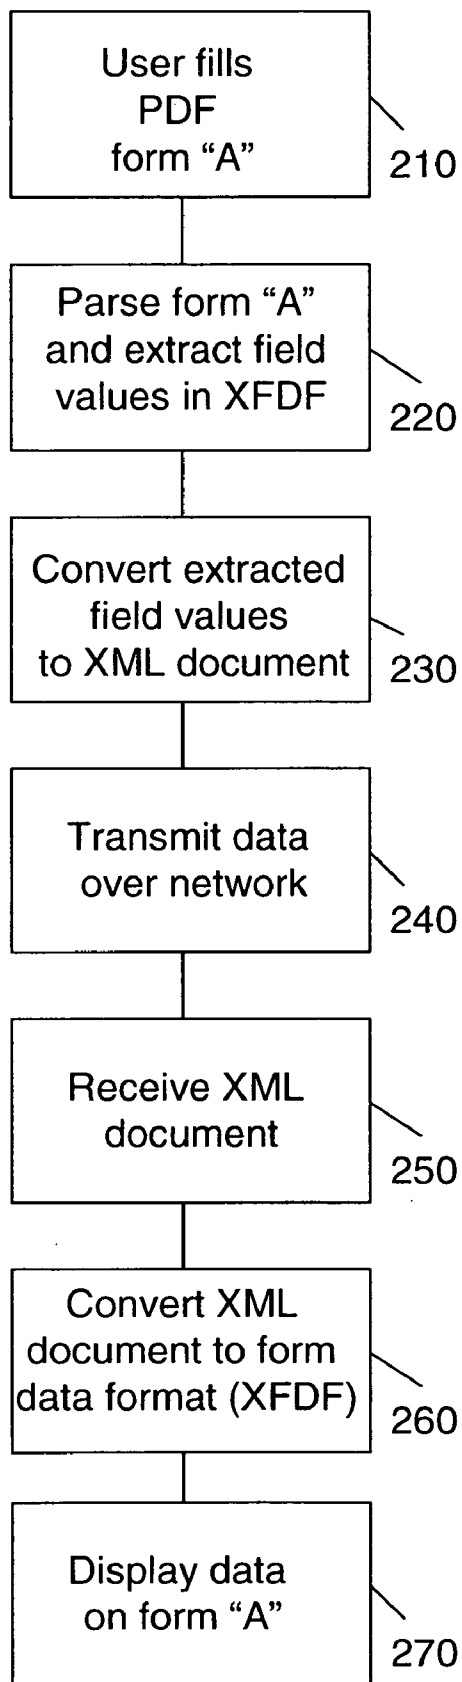 User fills
PDF
form “A”
210
Parse form “A”
and extract field
values in XFDF
220
Convert extracted
field values
to XML document
230
Transmit data
over network
240
Receive XML
document
250
Convert XML
document to form
data format (XFDF)
260
Display data
on form “A”
270